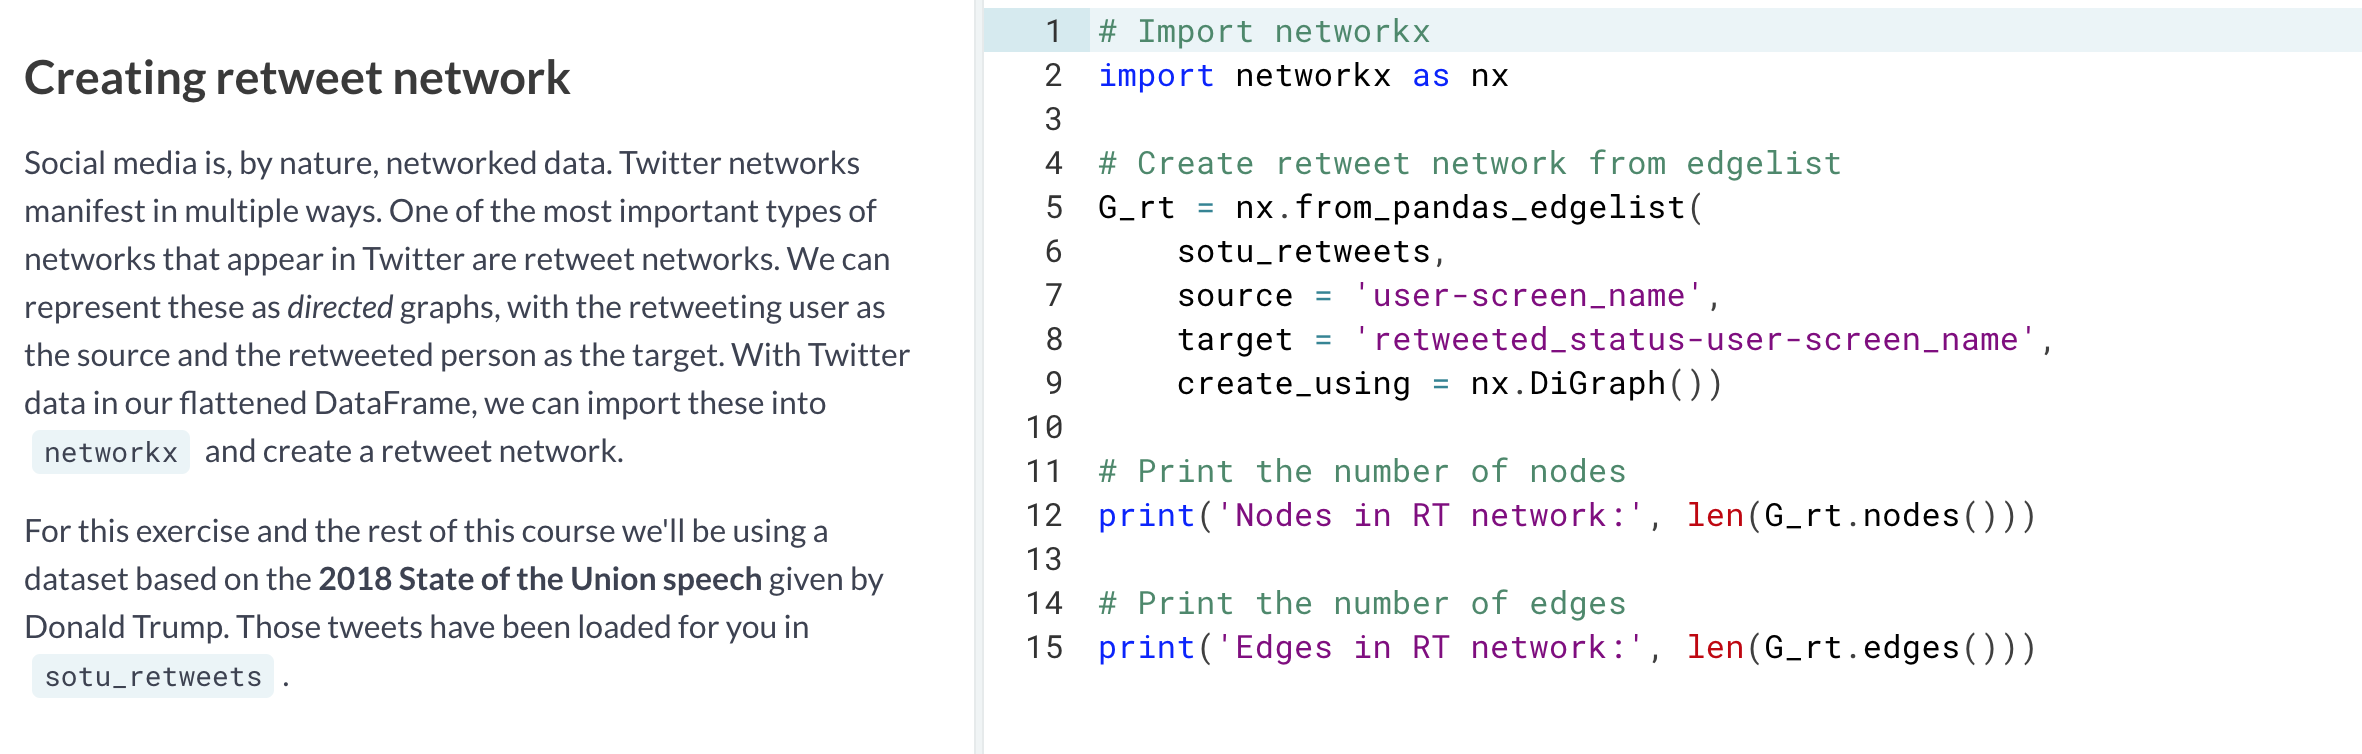 Creating retweet network
Social media is, by nature, networked data. Twitter networks
manifest in multiple ways. One of the most important types of
networks that appear in Twitter are retweet networks. We can
represent these as directed graphs, with the retweeting user as
the source and the retweeted person as the target. With Twitter
data in our flattened DataFrame, we can import these into
networkx and create a retweet network.
For this exercise and the rest of this course we'll be using a
dataset based on the 2018 State of the Union speech given by
Donald Trump. Those tweets have been loaded for you in
sotu_retweets .
1 # Import networkx
2 import networkx as nx
3
4 # Create retweet network from edgelist
5 G_rt = nx.from_pandas_edgelist(
6     sotu_retweets,
7     source = 'user-screen_name',
8     target = 'retweeted_status-user-screen_name',
9     create_using = nx.DiGraph())
10
11 # Print the number of nodes
12 print('Nodes in RT network:', len(G_rt.nodes()))
13
14 # Print the number of edges
15 print('Edges in RT network:', len(G_rt.edges()))